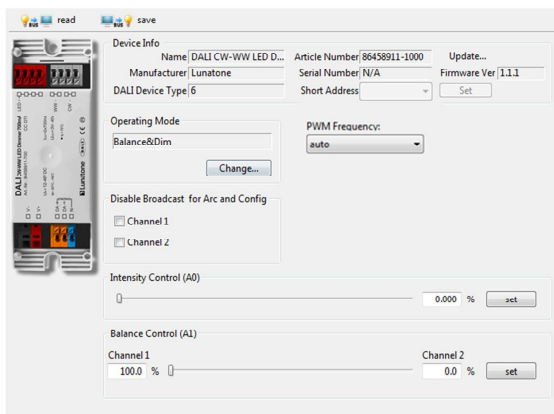 read save
Device Info
Name DALI CW-WW LED D... Article Number 86458911-1000 Update...
Manufacturer Lunatone Serial Number N/A Firmware Ver 1.1.1
DALI Device Type 6 Short Address Set
Operating Mode
Balance&Dim
Change...
PWM Frequency:
auto
Disable Broadcast for Arc and Config
Channel 1
Channel 2
Intensity Control (A0)
0.000 % set
Balance Control (A1)
Channel 1 Channel 2
100.0 % 0.0 % set
Lunatone